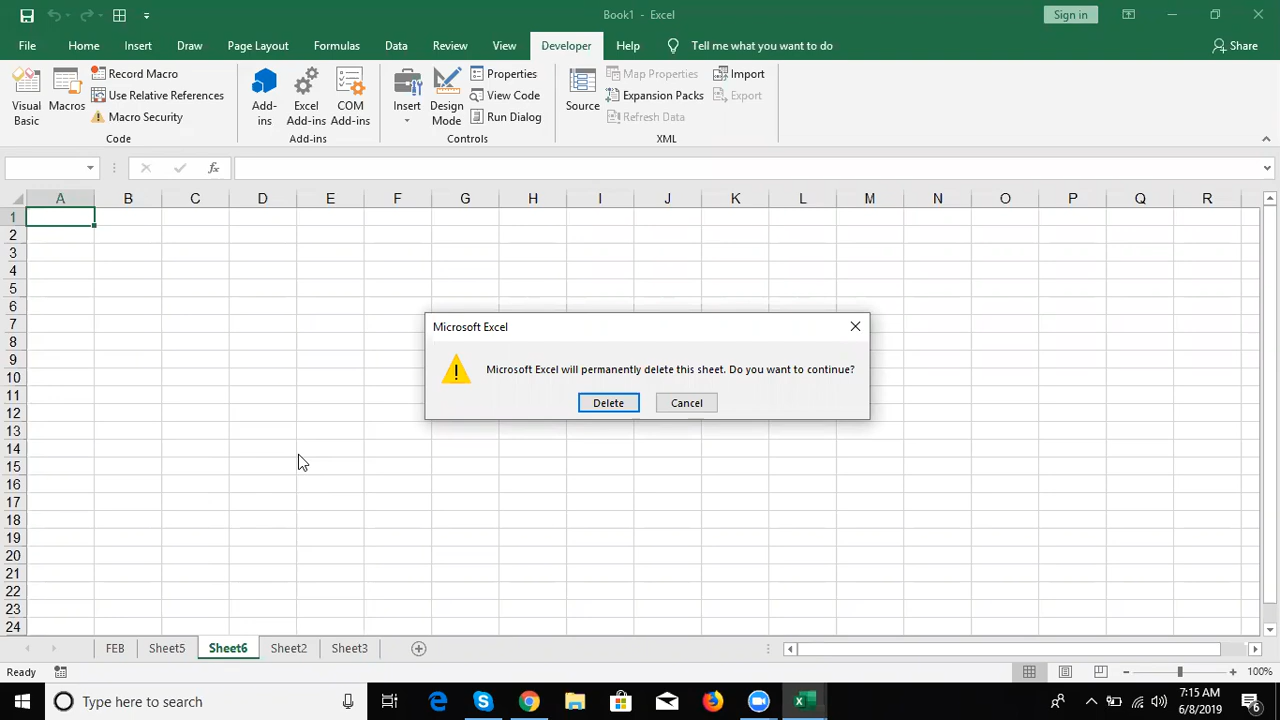 Book1 - Excel
Sign in
File Home Insert Draw Page Layout Formulas Data Review View Developer Help Tell me what you want to do Share
Visual Basic
Macros
Record Macro
Use Relative References
Macro Security
Code
Add-ins
Excel Add-ins
COM Add-ins
Add-ins
Insert
Design Mode
Properties
View Code
Run Dialog
Controls
Source
Map Properties
Expansion Packs
Refresh Data
Import
Export
XML
fx
A B C D E F G H I J K L M N O P Q R
1
2
3
4
5
6
7
8
9
10
11
12
13
14
15
16
17
18
19
20
21
22
23
24
Microsoft Excel
Microsoft Excel will permanently delete this sheet. Do you want to continue?
Delete Cancel
FEB Sheet5 Sheet6 Sheet2 Sheet3
Ready
100%
Type here to search
7:15 AM
6/8/2019
6